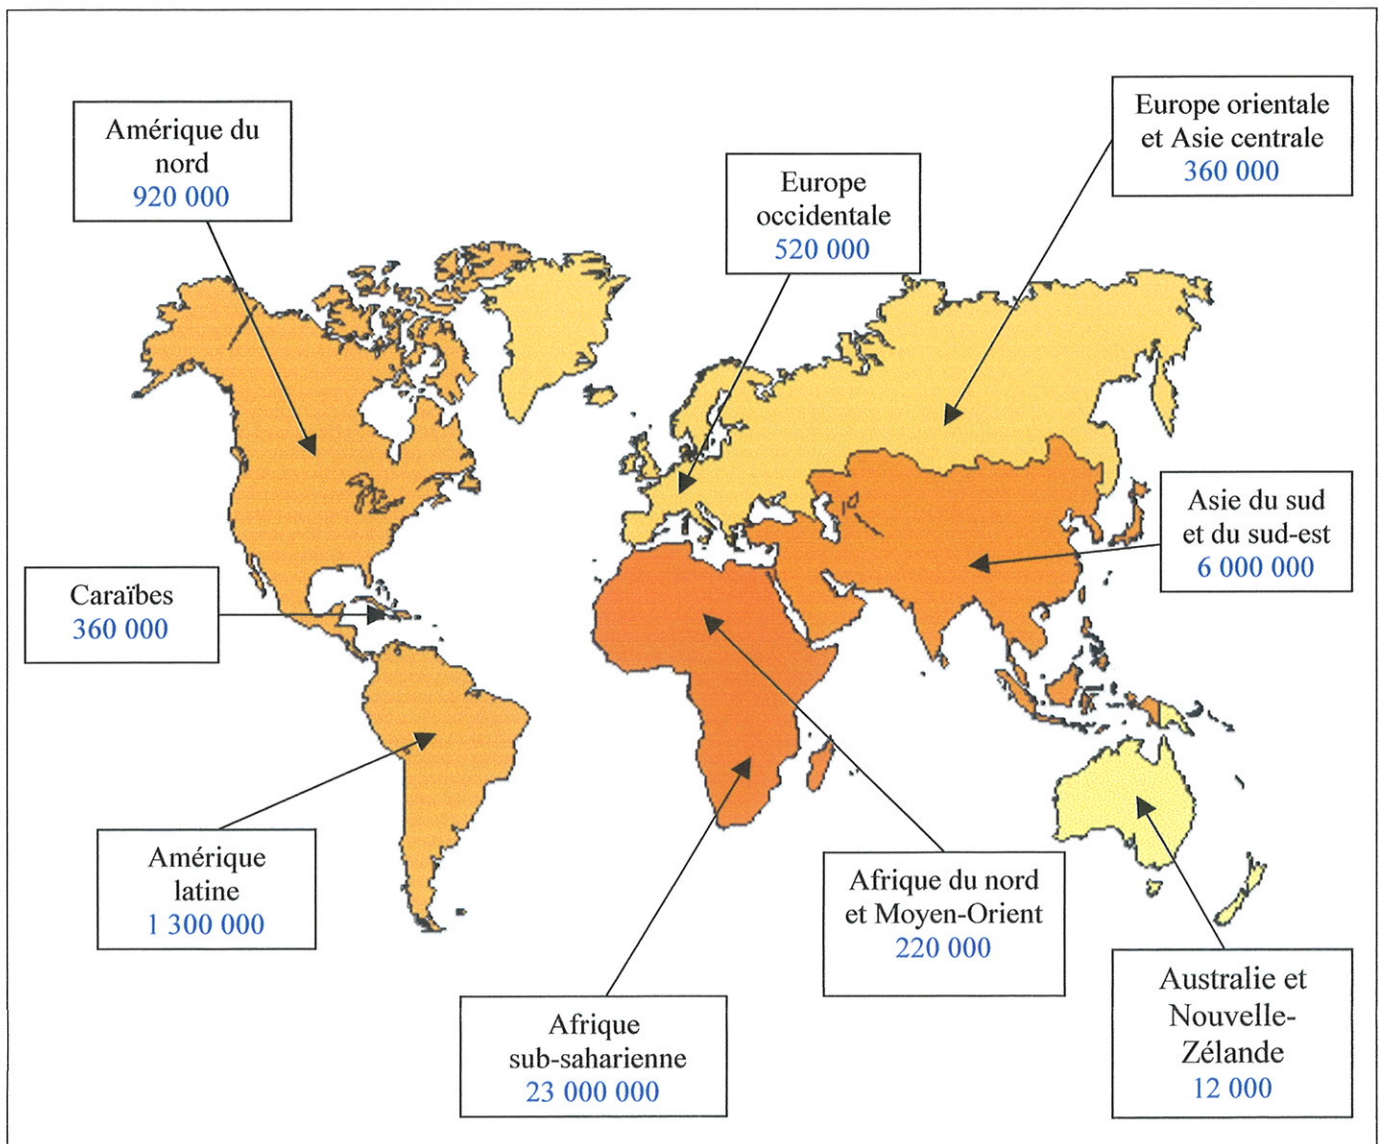 Amérique du
nord
920 000
Europe
occidentale
520 000
Europe orientale
et Asie centrale
360 000
Asie du sud
et du sud-est
6 000 000
Caraïbes
360 000
Amérique
latine
1 300 000
Afrique
sub-saharienne
23 000 000
Afrique du nord
et Moyen-Orient
220 000
Australie et
Nouvelle-
Zélande
12 000